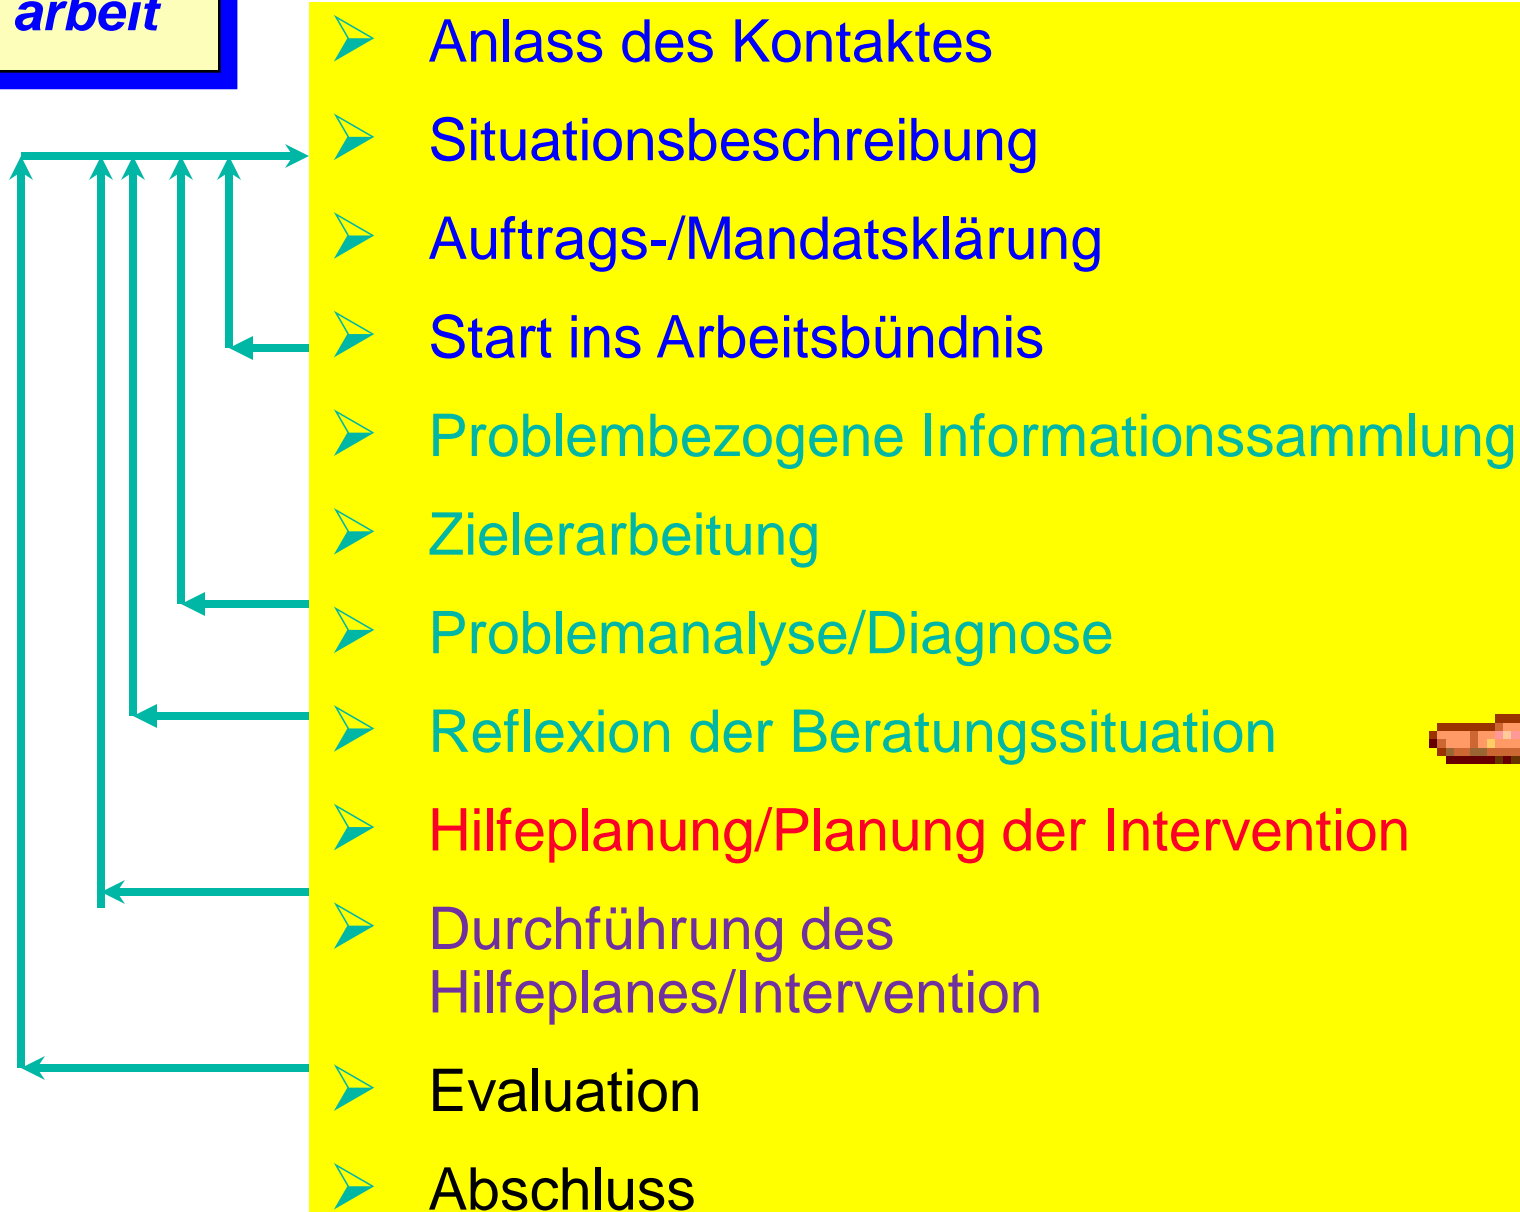 arbeit
Anlass des Kontaktes
Situationsbeschreibung
Auftrags-/Mandatsklärung
Start ins Arbeitsbündnis
Problembezogene Informationssammlung
Zielerarbeitung
Problemanalyse/Diagnose
Reflexion der Beratungssituation
Hilfeplanung/Planung der Intervention
Durchführung des
Hilfeplanes/Intervention
Evaluation
Abschluss